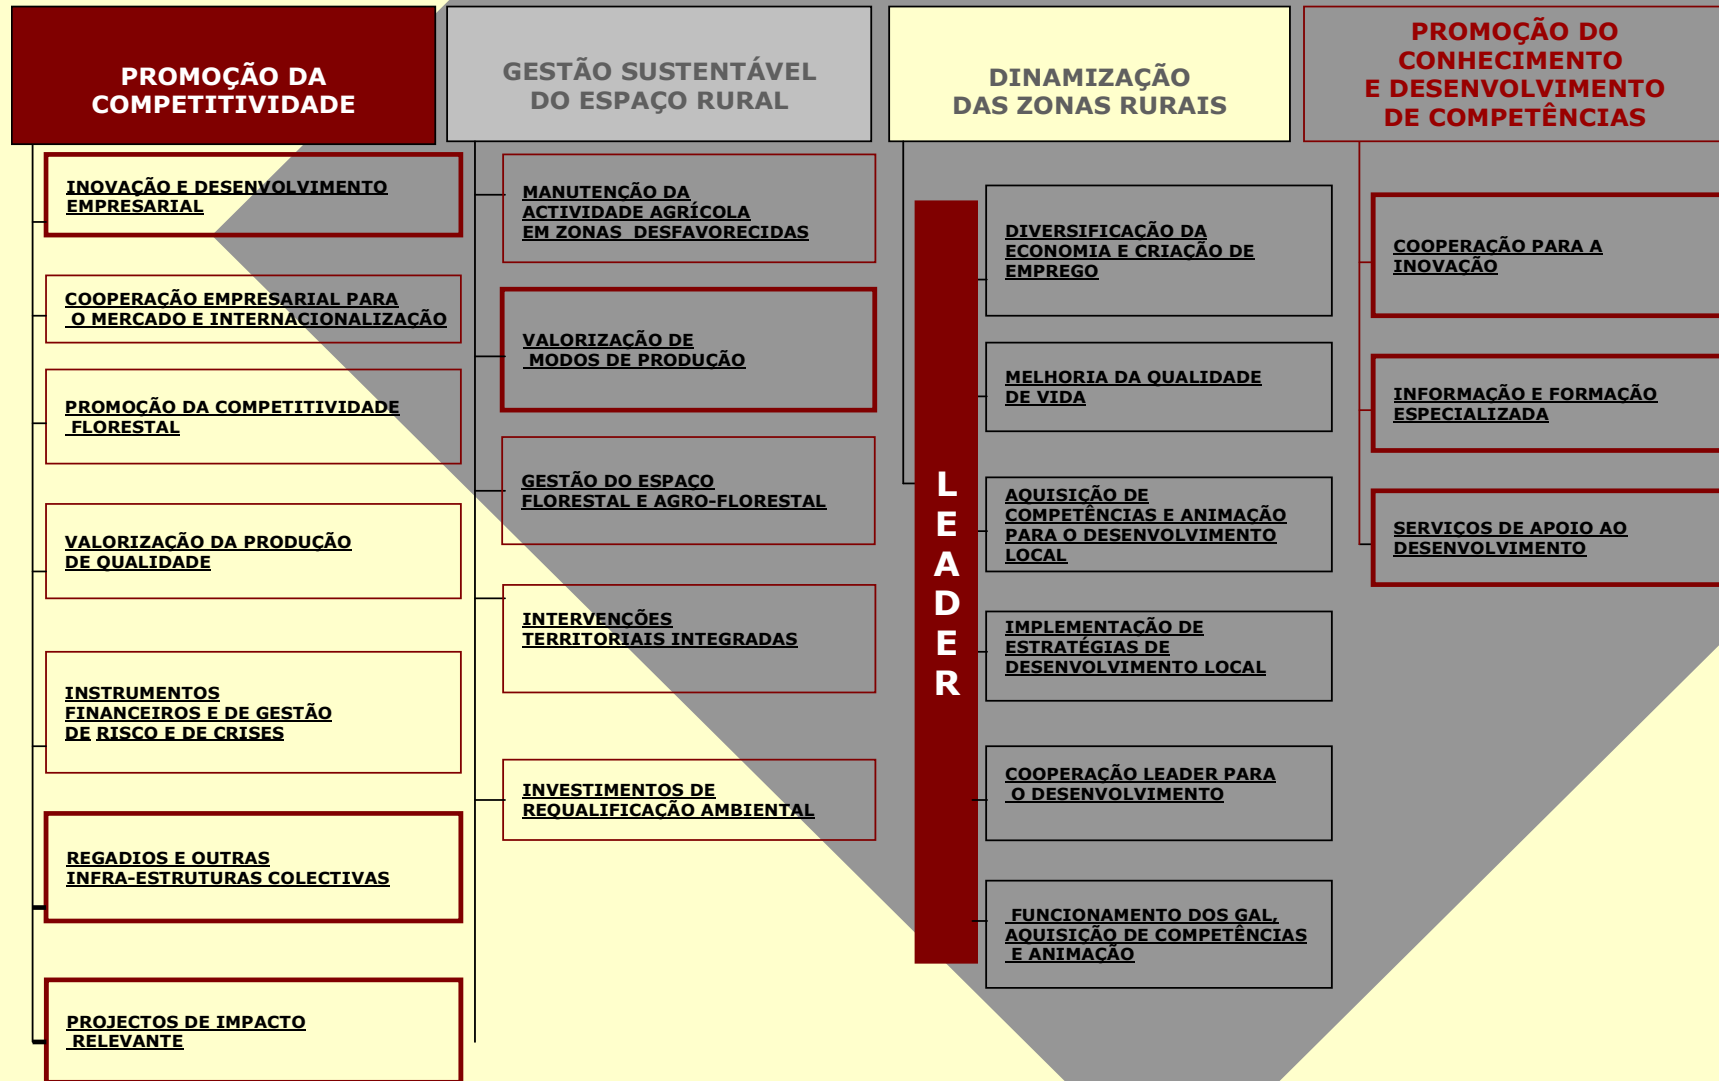 PROMOÇÃO DA
COMPETITIVIDADE
INOVAÇÃO E DESENVOLVIMENTO
EMPRESARIAL
COOPERAÇÃO EMPRESARIAL PARA
O MERCADO E INTERNACIONALIZAÇÃO
PROMOÇÃO DA COMPETITIVIDADE
FLORESTAL
VALORIZAÇÃO DA PRODUÇÃO
DE QUALIDADE
INSTRUMENTOS
FINANCEIROS E DE GESTÃO
DE RISCO E DE CRISES
REGADIOS E OUTRAS
INFRA-ESTRUTURAS COLECTIVAS
PROJECTOS DE IMPACTO
RELEVANTE
GESTÃO SUSTENTÁVEL
DO ESPAÇO RURAL
MANUTENÇÃO DA
ACTIVIDADE AGRÍCOLA
EM ZONAS DESFAVORECIDAS
VALORIZAÇÃO DE
MODOS DE PRODUÇÃO
GESTÃO DO ESPAÇO
FLORESTAL E AGRO-FLORESTAL
INTERVENÇÕES
TERRITORIAIS INTEGRADAS
INVESTIMENTOS DE
REQUALIFICAÇÃO AMBIENTAL
DINAMIZAÇÃO
DAS ZONAS RURAIS
L
E
A
D
E
R
DIVERSIFICAÇÃO DA
ECONOMIA E CRIAÇÃO DE
EMPREGO
MELHORIA DA QUALIDADE
DE VIDA
AQUISIÇÃO DE
COMPETÊNCIAS E ANIMAÇÃO
PARA O DESENVOLVIMENTO
LOCAL
IMPLEMENTAÇÃO DE
ESTRATÉGIAS DE
DESENVOLVIMENTO LOCAL
COOPERAÇÃO LEADER PARA
O DESENVOLVIMENTO
FUNCIONAMENTO DOS GAL,
AQUISIÇÃO DE COMPETÊNCIAS
E ANIMAÇÃO
PROMOÇÃO DO
CONHECIMENTO
E DESENVOLVIMENTO
DE COMPETÊNCIAS
COOPERAÇÃO PARA A
INOVAÇÃO
INFORMAÇÃO E FORMAÇÃO
ESPECIALIZADA
SERVIÇOS DE APOIO AO
DESENVOLVIMENTO